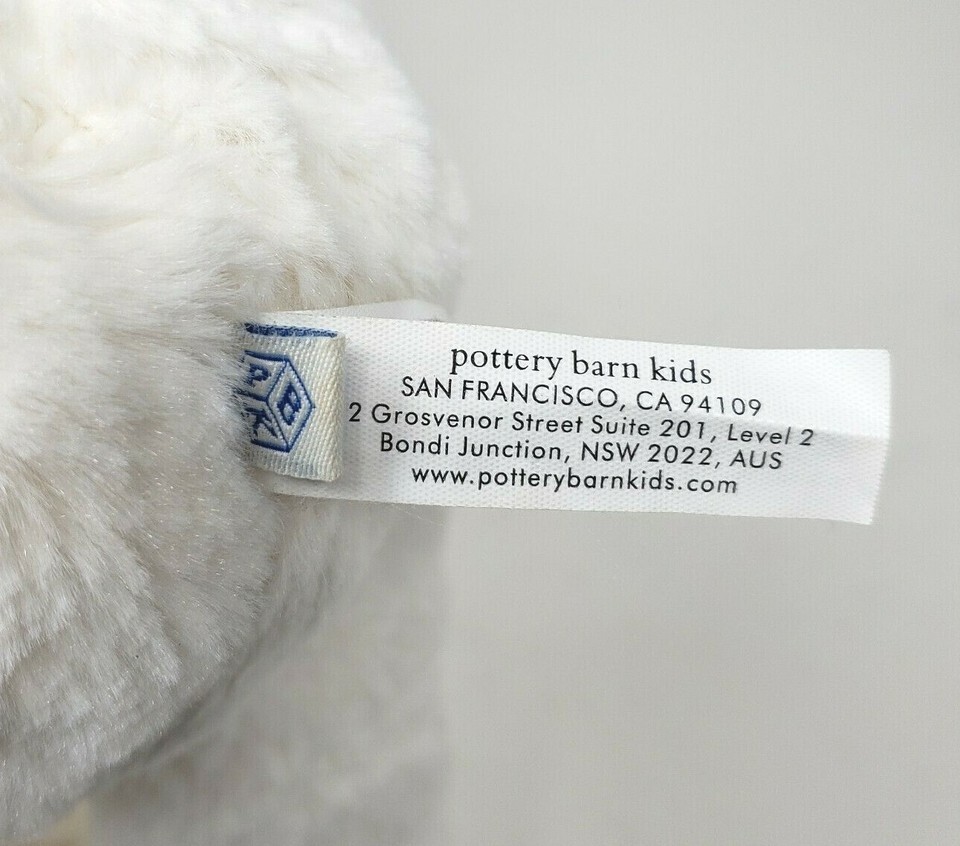 P
B
K
pottery barn kids
SAN FRANCISCO, CA 94109
2 Grosvenor Street Suite 201, Level 2
Bondi Junction, NSW 2022, AUS
www.potterybarnkids.com